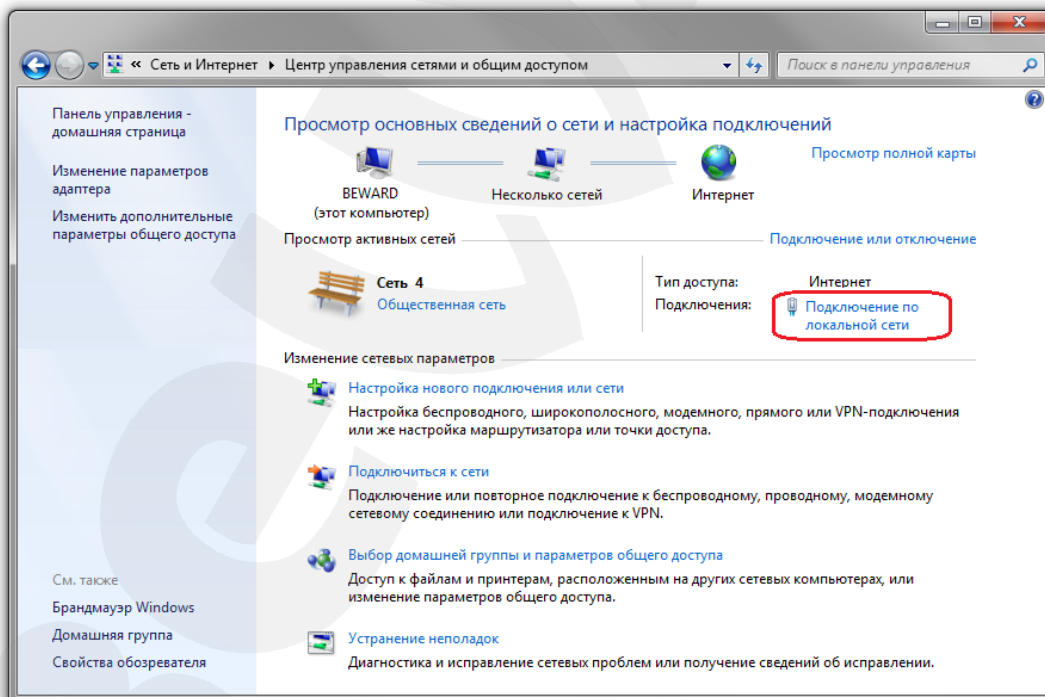 « Сеть и Интернет ▸ Центр управления сетями и общим доступом
Поиск в панели управления
Панель управления -
домашняя страница
Изменение параметров
адаптера
Изменить дополнительные
параметры общего доступа
Просмотр основных сведений о сети и настройка подключений
Просмотр полной карты
BEWARD
(этот компьютер)
Несколько сетей
Интернет
Просмотр активных сетей
Подключение или отключение
Сеть 4
Общественная сеть
Тип доступа: Интернет
Подключения: Подключение по
локальной сети
Изменение сетевых параметров
Настройка нового подключения или сети
Настройка беспроводного, широкополосного, модемного, прямого или VPN-подключения
или же настройка маршрутизатора или точки доступа.
Подключиться к сети
Подключение или повторное подключение к беспроводному, проводному, модемному
сетевому соединению или подключение к VPN.
Выбор домашней группы и параметров общего доступа
Доступ к файлам и принтерам, расположенным на других сетевых компьютерах, или
изменение параметров общего доступа.
Устранение неполадок
Диагностика и исправление сетевых проблем или получение сведений об исправлении.
См. также
Брандмауэр Windows
Домашняя группа
Свойства обозревателя